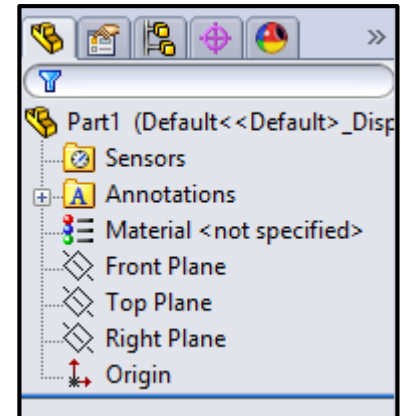 »
Part1 (Default<<Default>_Disp
Sensors
A Annotations
Material <not specified>
Front Plane
Top Plane
Right Plane
Origin